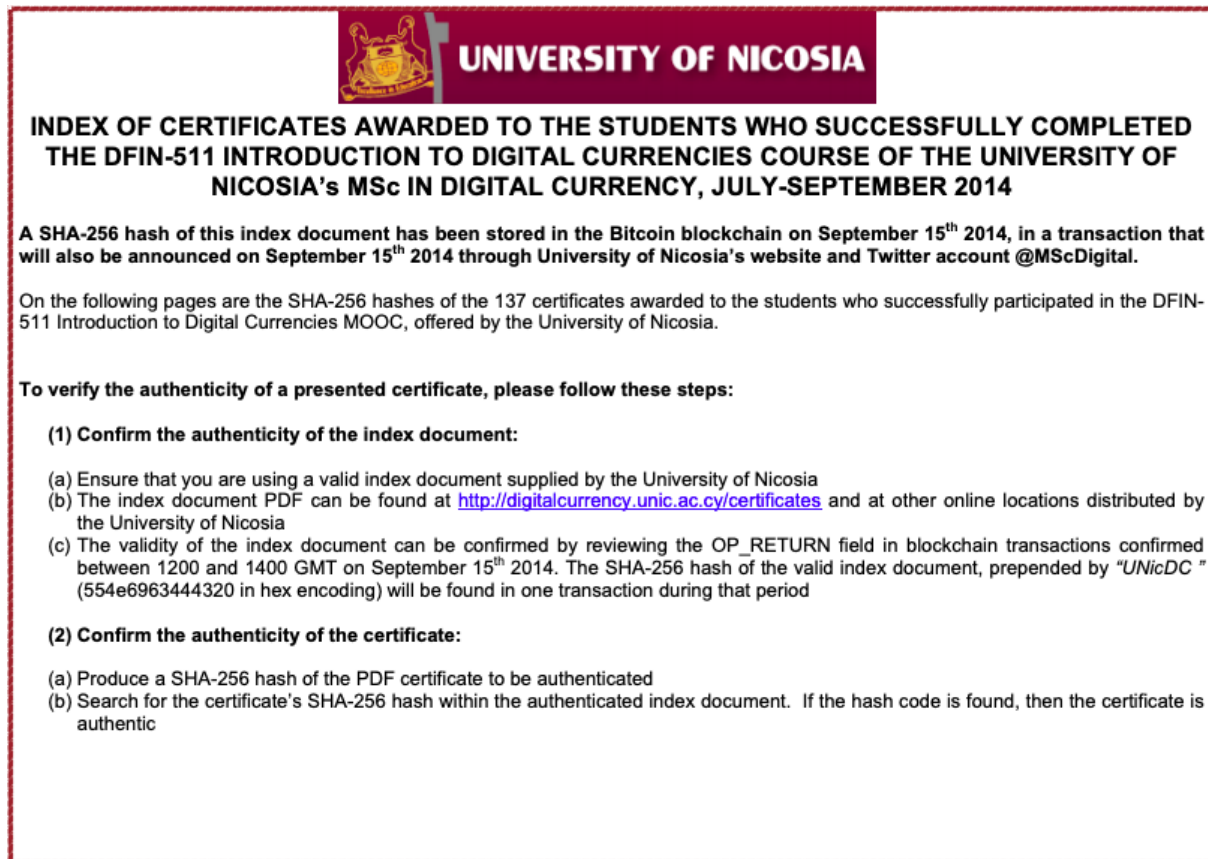 UNIVERSITY OF NICOSIA
INDEX OF CERTIFICATES AWARDED TO THE STUDENTS WHO SUCCESSFULLY COMPLETED
THE DFIN-511 INTRODUCTION TO DIGITAL CURRENCIES COURSE OF THE UNIVERSITY OF
NICOSIA's MSc IN DIGITAL CURRENCY, JULY-SEPTEMBER 2014
A SHA-256 hash of this index document has been stored in the Bitcoin blockchain on September 15th 2014, in a transaction that
will also be announced on September 15th 2014 through University of Nicosia's website and Twitter account @MScDigital.
On the following pages are the SHA-256 hashes of the 137 certificates awarded to the students who successfully participated in the DFIN-
511 Introduction to Digital Currencies MOOC, offered by the University of Nicosia.
To verify the authenticity of a presented certificate, please follow these steps:
(1) Confirm the authenticity of the index document:
(a) Ensure that you are using a valid index document supplied by the University of Nicosia
(b) The index document PDF can be found at http://digitalcurrency.unic.ac.cy/certificates and at other online locations distributed by
the University of Nicosia
(c) The validity of the index document can be confirmed by reviewing the OP_RETURN field in blockchain transactions confirmed
between 1200 and 1400 GMT on September 15th 2014. The SHA-256 hash of the valid index document, prepended by "UNicDC "
(554e6963444320 in hex encoding) will be found in one transaction during that period
(2) Confirm the authenticity of the certificate:
(a) Produce a SHA-256 hash of the PDF certificate to be authenticated
(b) Search for the certificate's SHA-256 hash within the authenticated index document. If the hash code is found, then the certificate is
authentic